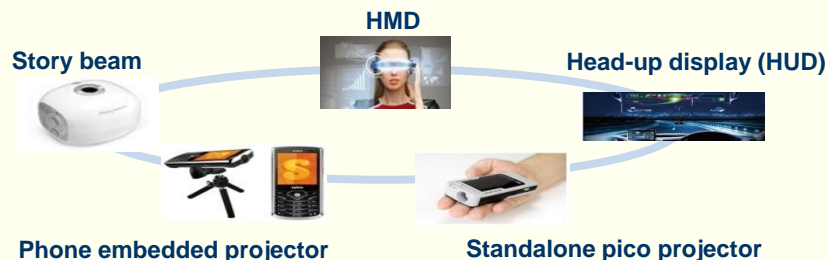 HMD
Story beam
Head-up display (HUD)
S
Phone embedded projector
Standalone pico projector